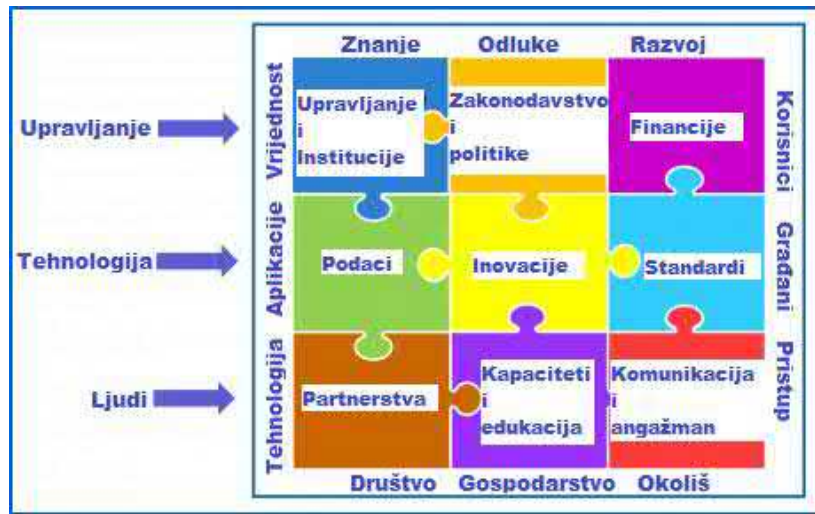 Znanje
Odluke
Razvoj
Upravljanje
Vrijednost
Upravljanje
i
Institucije
Zakonodavstvo
i
politike
Financije
Korisnici
Tehnologija
Aplikacije
Podaci
Inovacije
Standardi
Građani
Ljudi
Tehnologija
Partnerstva
Kapaciteti
i
edukacija
Komunikacija
i
angažman
Pristup
Društvo
Gospodarstvo
Okoliš